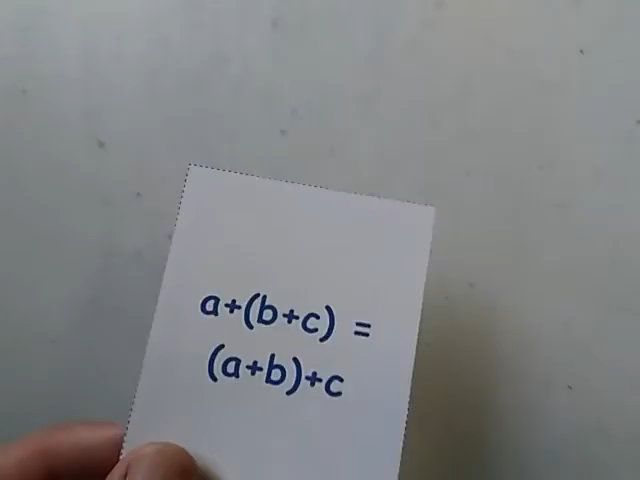 a+(b+c) =
(a+b)+c